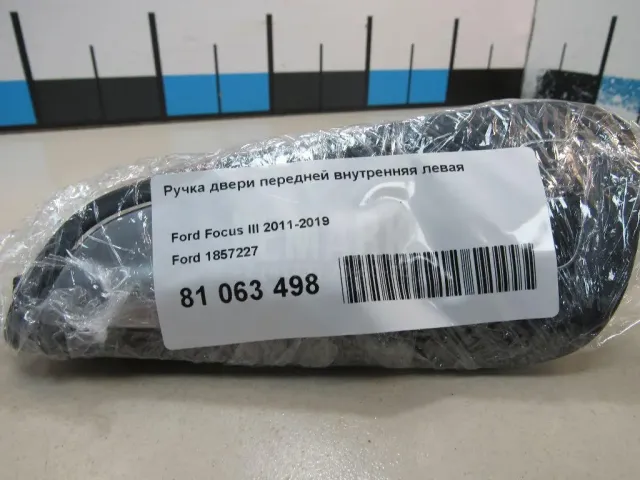 Ручка двери передней внутренняя левая
Ford Focus III 2011-2019
Ford 1857227
81 063 498